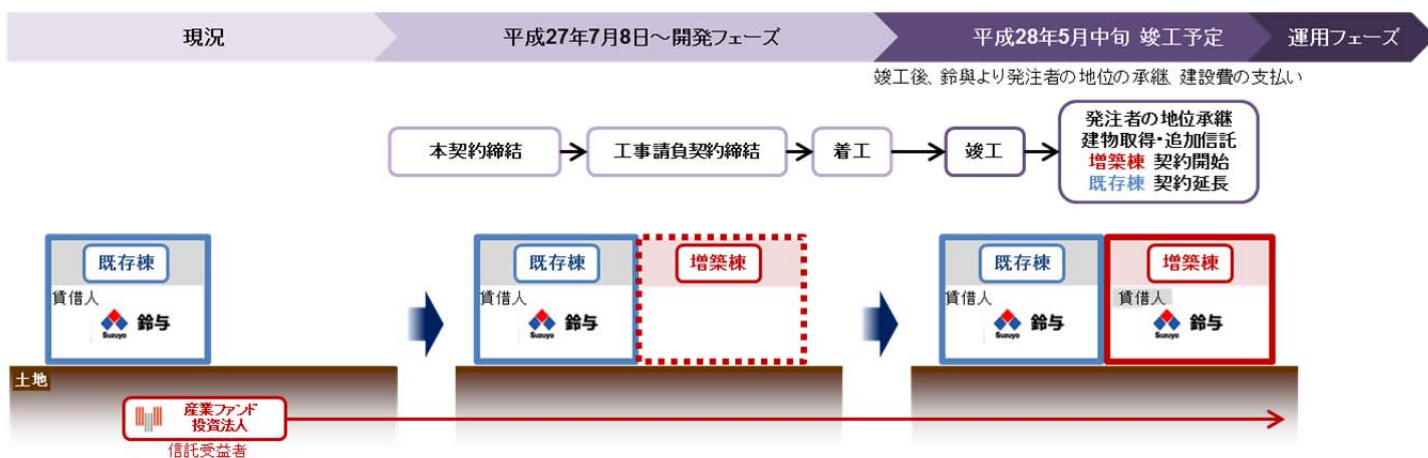 現況
平成27年7月8日～開発フェーズ
平成28年5月中旬 竣工予定
運用フェーズ
竣工後、鈴與より発注者の地位の承継、建設費の支払い
本契約締結
工事請負契約締結
着工
竣工
発注者の地位承継
建物取得・追加信託
増築棟 契約開始
既存棟 契約延長
既存棟
賃借人
Suzuyo 鈴与
既存棟
増築棟
賃借人
Suzuyo 鈴与
既存棟
増築棟
賃借人
賃借人
Suzuyo 鈴与
Suzuyo 鈴与
土地
産業ファンド
投資法人
信託受益者